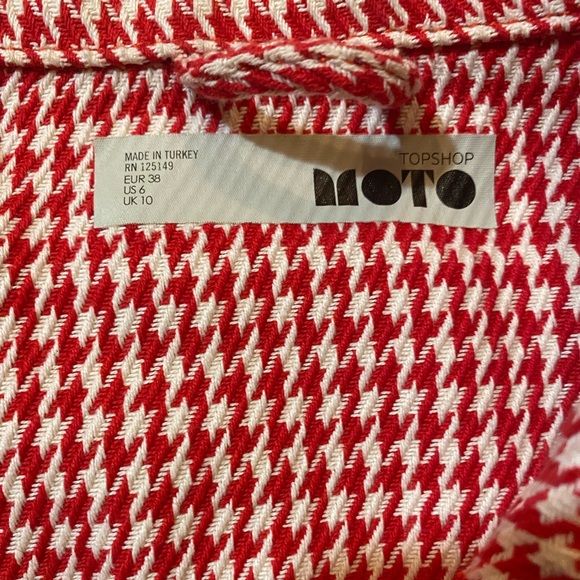 MADE IN TURKEY
RN 125149
EUR 38
US 6
UK 10
TOPSHOP
MOTO